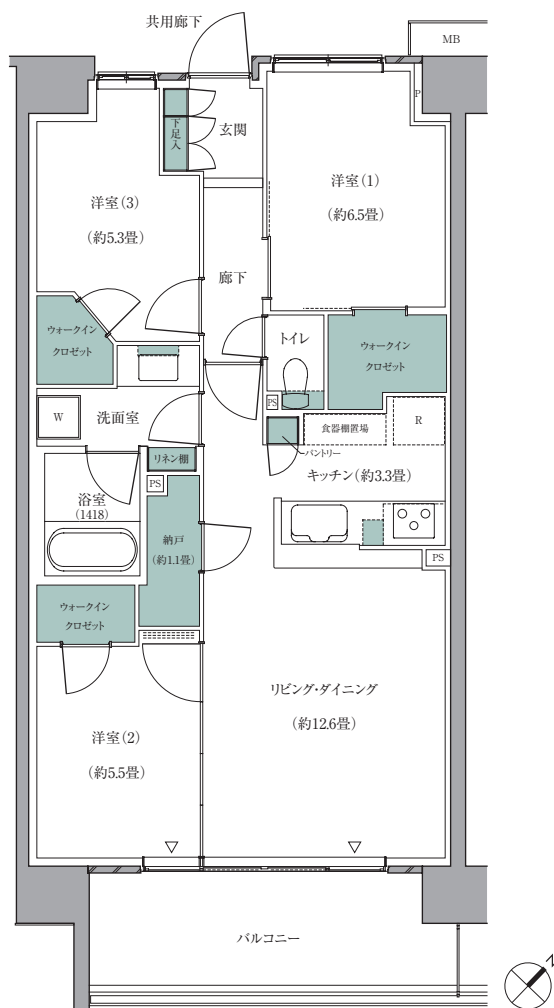 共用廊下
MB
下足入
玄関
P
洋室(1)
(約6.5畳)
洋室(3)
(約5.3畳)
廊下
トイレ
ウォークイン
クロゼット
ウォークイン
クロゼット
PS
食器棚置場
R
W
洗面室
パントリー
リネン棚
キッチン(約3.3畳)
PS
浴室
(1418)
納戸
(約1.1畳)
PS
ウォークイン
クロゼット
リビング・ダイニング
(約12.6畳)
洋室(2)
(約5.5畳)
バルコニー
N